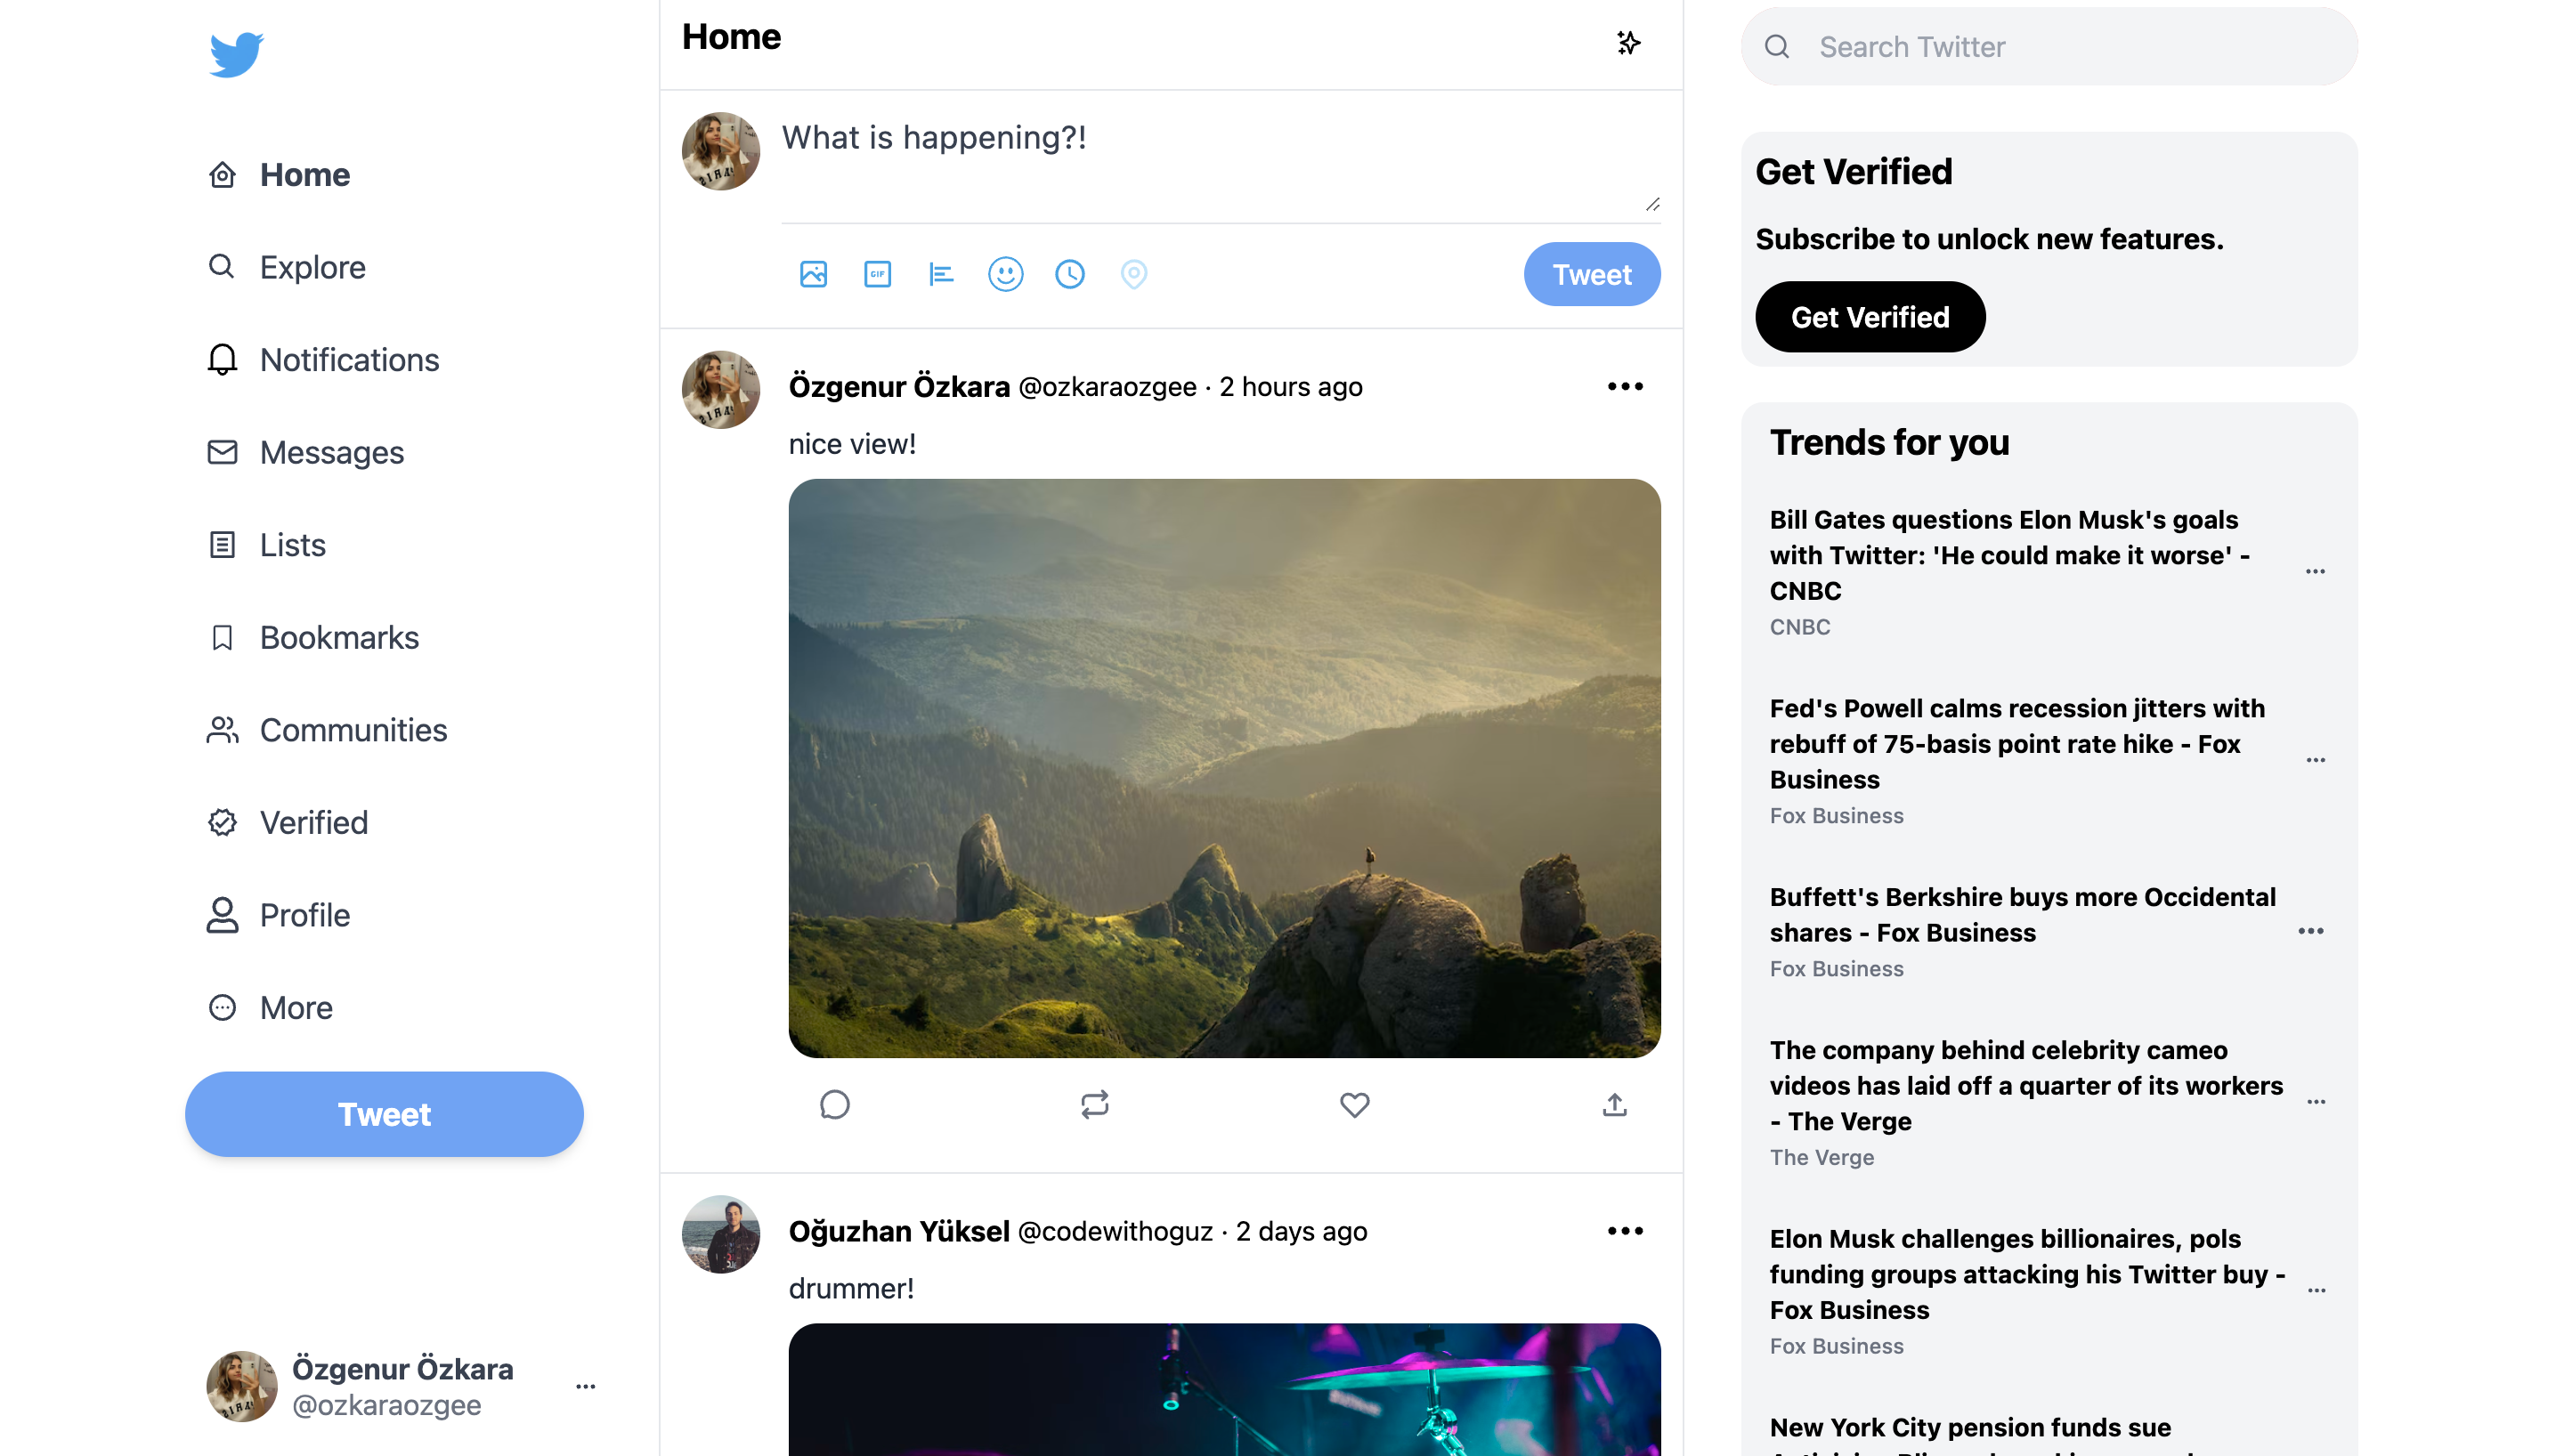 Home
Explore
Notifications
Messages
Lists
Bookmarks
Communities
Verified
Profile
More
Tweet
Özgenur Özkara
@ozkaraozgee
Home
What is happening?!
GIF
Tweet
Özgenur Özkara @ozkaraozgee · 2 hours ago
nice view!
Oğuzhan Yüksel @codewithoguz · 2 days ago
drummer!
Search Twitter
Get Verified
Subscribe to unlock new features.
Get Verified
Trends for you
Bill Gates questions Elon Musk's goals
with Twitter: 'He could make it worse' -
CNBC
CNBC
Fed's Powell calms recession jitters with
rebuff of 75-basis point rate hike - Fox
Business
Fox Business
Buffett's Berkshire buys more Occidental
shares - Fox Business
Fox Business
The company behind celebrity cameo
videos has laid off a quarter of its workers
- The Verge
The Verge
Elon Musk challenges billionaires, pols
funding groups attacking his Twitter buy -
Fox Business
Fox Business
New York City pension funds sue